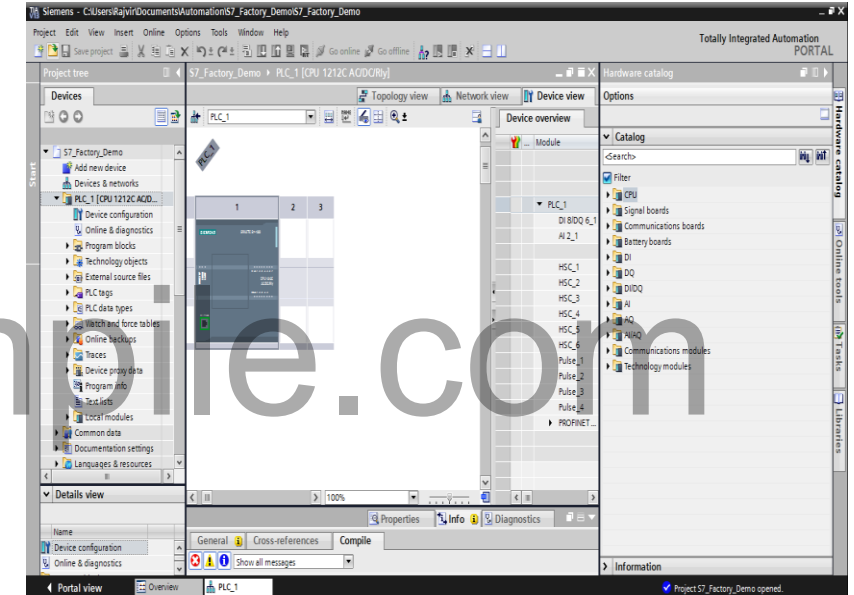 Siemens - C:\Users\Rajvir\Documents\Automation\S7_Factory_Demo\S7_Factory_Demo
Project Edit View Insert Online Options Tools Window Help
Totally Integrated Automation
PORTAL
Save project
Go online
Go offline
Project tree
Devices
S7_Factory_Demo
Add new device
Devices & networks
PLC_1 [CPU 1212C AC/D...
Device configuration
Online & diagnostics
Program blocks
Technology objects
External source files
PLC tags
PLC data types
Watch and force tables
Online backups
Traces
Device proxy data
Program info
Text lists
Local modules
Common data
Documentation settings
Languages & resources
Details view
Name
Device configuration
Online & diagnostics
Start
S7_Factory_Demo
PLC_1 [CPU 1212C AC/DC/Rly]
Topology view
Network view
Device view
PLC_1
PLC_1
1 2 3
SIEMENS
100%
Device overview
... Module
PLC_1
DI 8/DQ 6_1
AI 2_1
HSC_1
HSC_2
HSC_3
HSC_4
HSC_5
HSC_6
Pulse_1
Pulse_2
Pulse_3
Pulse_4
PROFINET...
Properties
Info
Diagnostics
General
Cross-references
Compile
Show all messages
Hardware catalog
Options
Catalog
<Search>
Filter
CPU
Signal boards
Communications boards
Battery boards
DI
DQ
DI/DQ
AI
AQ
AI/AQ
Communications modules
Technology modules
Information
Hardware catalog
Online tools
Tasks
Libraries
mpile.com
Portal view
Overview
PLC_1
Project S7_Factory_Demo opened.